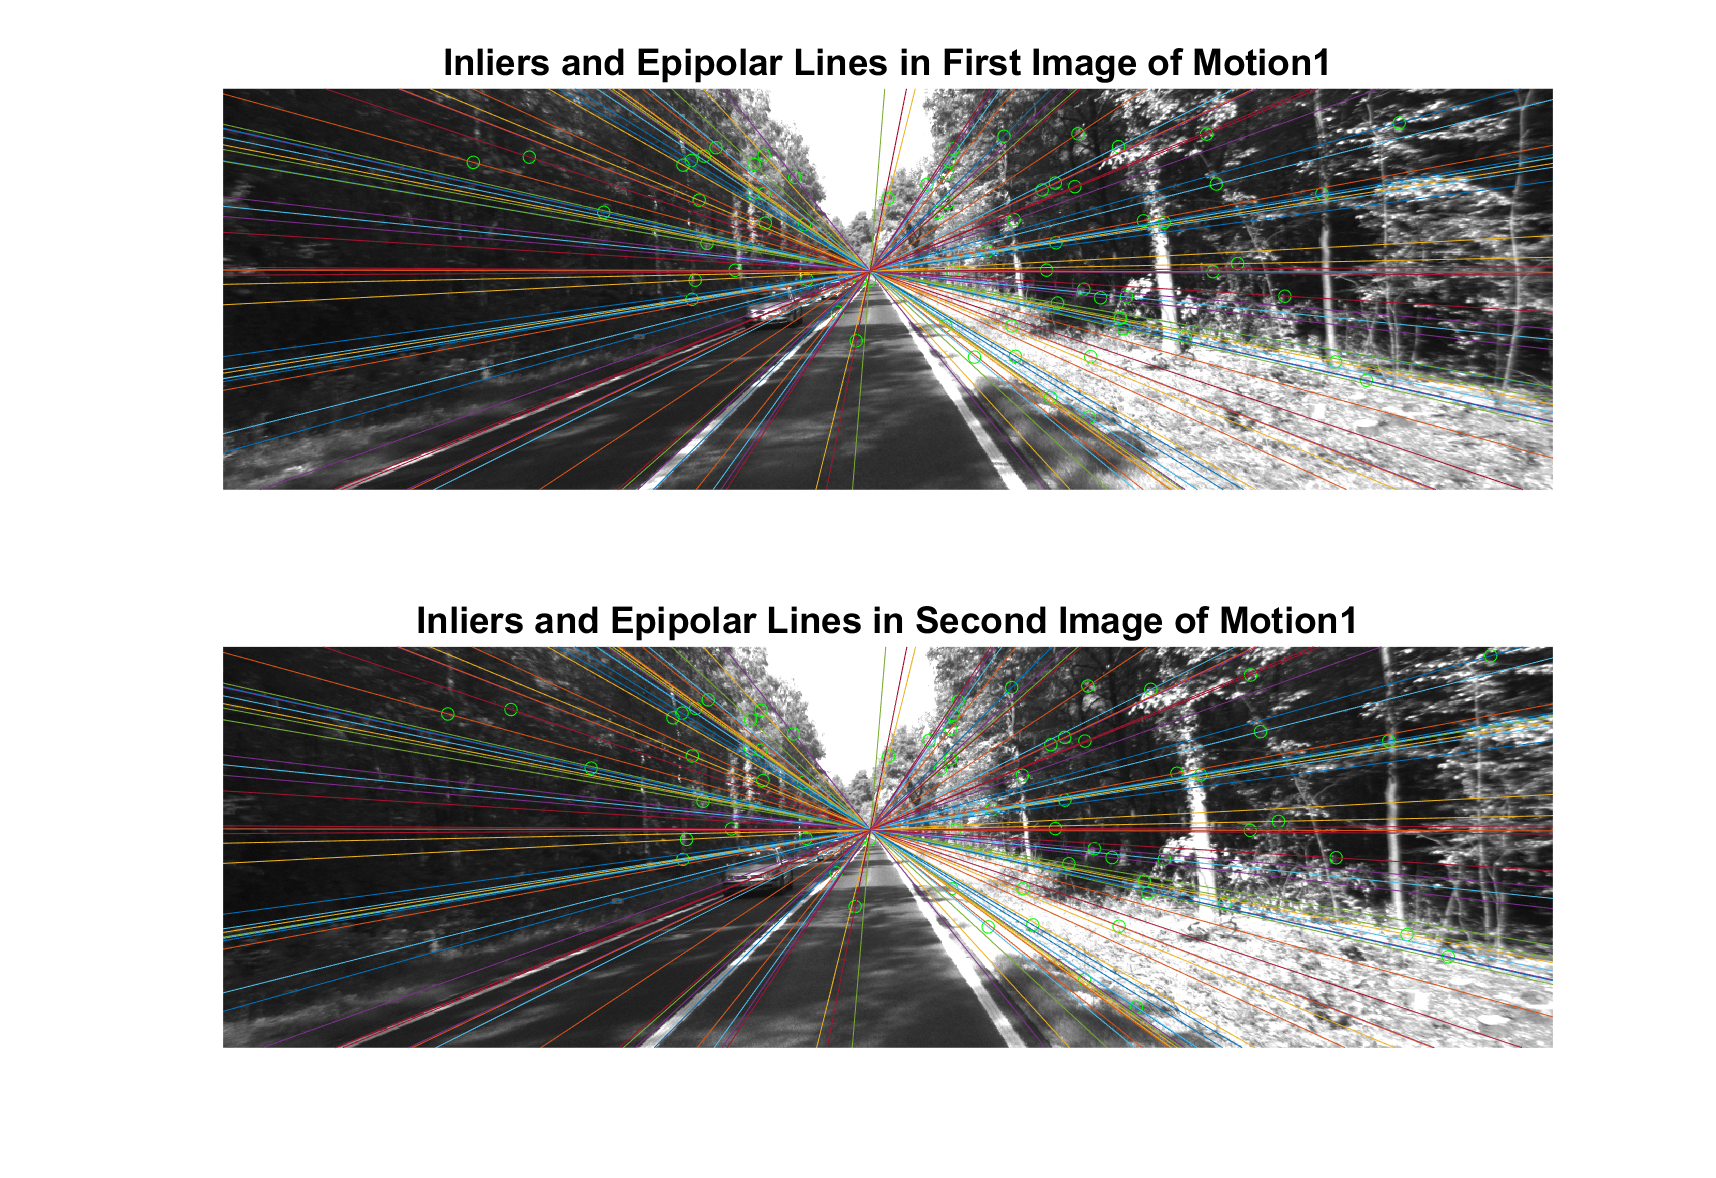 Inliers and Epipolar Lines in First Image of Motion1
Inliers and Epipolar Lines in Second Image of Motion1